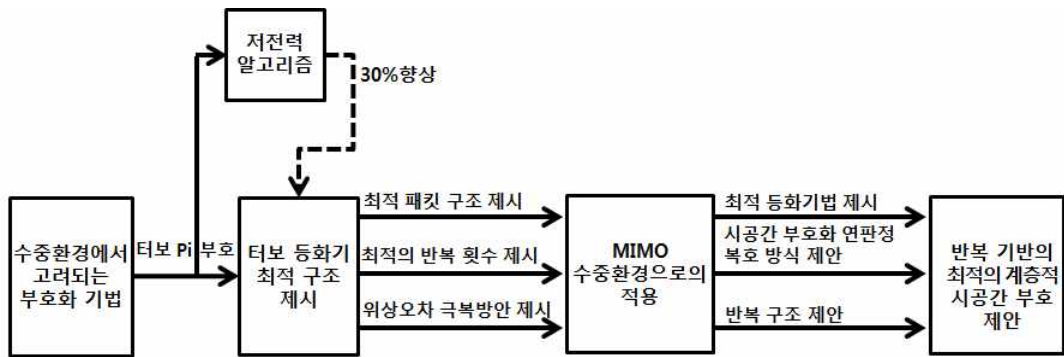 저전력
알고리즘
30%향상
수중환경에서
고려되는
부호화 기법
터보 Pi 부호
터보 등화기
최적 구조
제시
최적 패킷 구조 제시
최적의 반복 횟수 제시
위상오차 극복방안 제시
MIMO
수중환경으로의
적용
최적 등화기법 제시
시공간 부호화 연판정
복호 방식 제안
반복 구조 제안
반복 기반의
최적의계층적
시공간 부호
제안